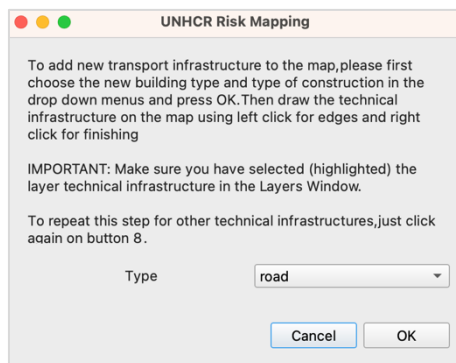 UNHCR Risk Mapping
To add new transport infrastructure to the map,please first
choose the new building type and type of construction in the
drop down menus and press OK.Then draw the technical
infrastructure on the map using left click for edges and right
click for finishing
IMPORTANT: Make sure you have selected (highlighted) the
layer technical infrastructure in the Layers Window.
To repeat this step for other technical infrastructures,just click
again on button 8.
Type
road
Cancel
OK